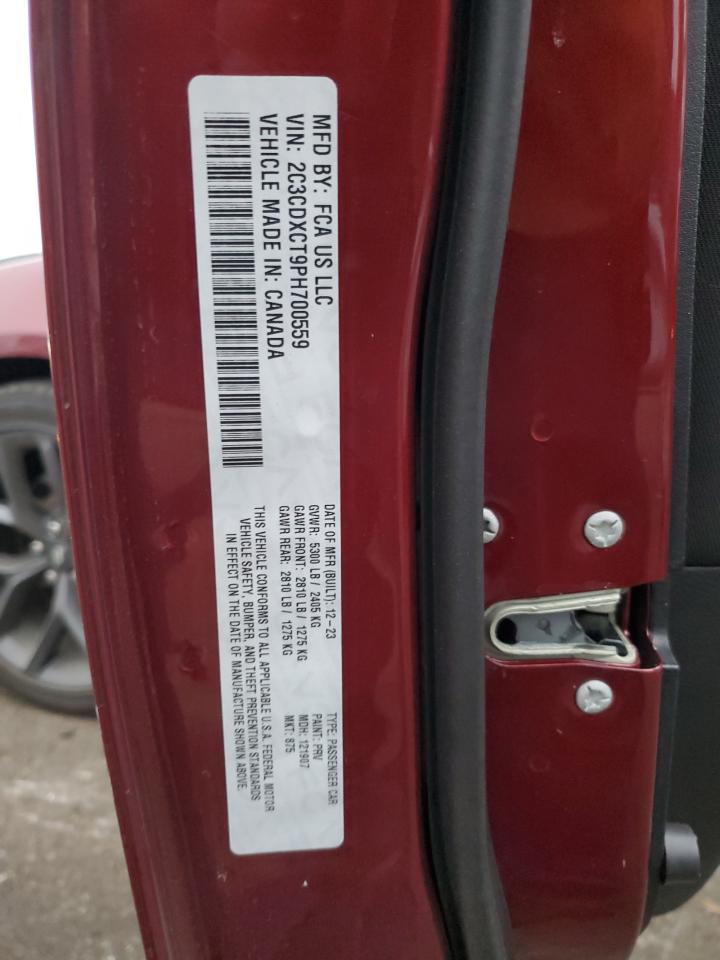 MFD BY: FCA US LLC
VIN: 2C3CDXCT9PH700559
VEHICLE MADE IN: CANADA
DATE OF MFR (BUILT): 12-23
GVWR: 5300 LB / 2405 KG
GAWR FRONT: 2810 LB / 1275 KG
GAWR REAR: 2810 LB / 1275 KG
TYPE: PASSENGER CAR
PAINT: PRV
MDH: 121907
MKT: 875
THIS VEHICLE CONFORMS TO ALL APPLICABLE U.S.A. FEDERAL MOTOR
VEHICLE SAFETY, BUMPER, AND THEFT PREVENTION STANDARDS
IN EFFECT ON THE DATE OF MANUFACTURE SHOWN ABOVE.